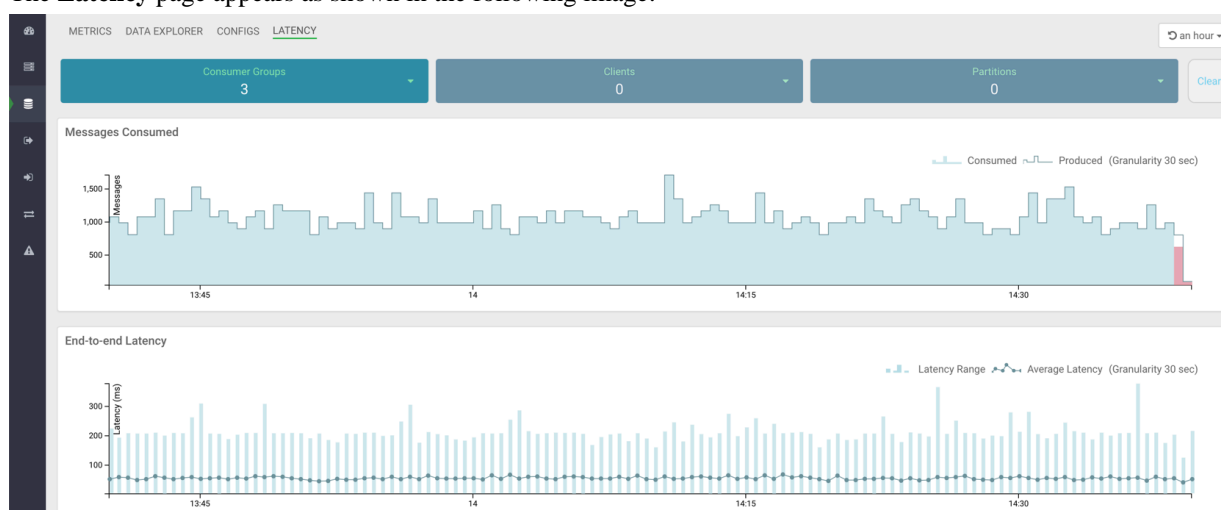 The Latency page appears as shown in the following image:
METRICS DATA EXPLORER CONFIGS LATENCY
an hour
Consumer Groups
3
Clients
0
Partitions
0
Clear
Messages Consumed
Consumed Produced (Granularity 30 sec)
Messages
1,500
1,000
500
13:45 14 14:15 14:30
End-to-end Latency
Latency Range Average Latency (Granularity 30 sec)
Latency (ms)
300
200
100
13:45 14 14:15 14:30